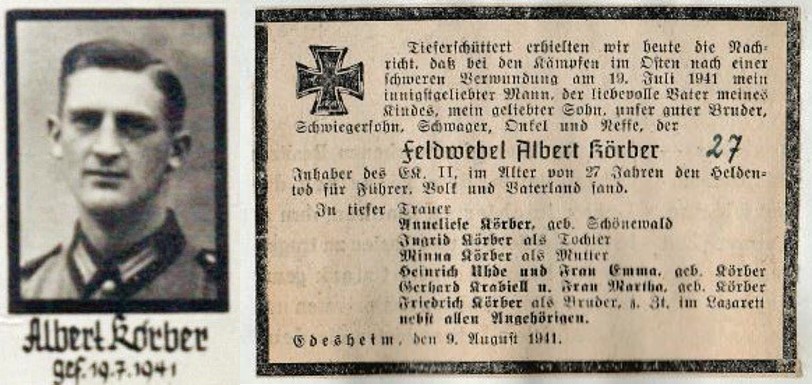 Albert Körber
gef. 19.7.1941
Tieferschüttert erhielten wir heute die Nach-
richt, daß bei den Kämpfen im Osten nach einer
schweren Verwundung am 19. Juli 1941 mein
innigstgeliebter Mann, der liebevolle Vater meines
Kindes, mein geliebter Sohn, unser guter Bruder,
Schwiegersohn, Schwager, Onkel und Neffe, der
Feldwebel Albert Körber 27
Inhaber des EK. II, im Alter von 27 Jahren den Helden-
tod für Führer, Volk und Vaterland fand.
In tiefer Trauer
Anneliese Körber, geb. Schönewald
Ingrid Körber als Tochter
Minna Körber als Mutter
Heinrich Uhde und Frau Emma, geb. Körber
Gerhard Krabiell u. Frau Martha, geb. Körber
Friedrich Körber als Bruder, z. Zt. im Lazarett
nebst allen Angehörigen.
Edesheim, den 9. August 1941.